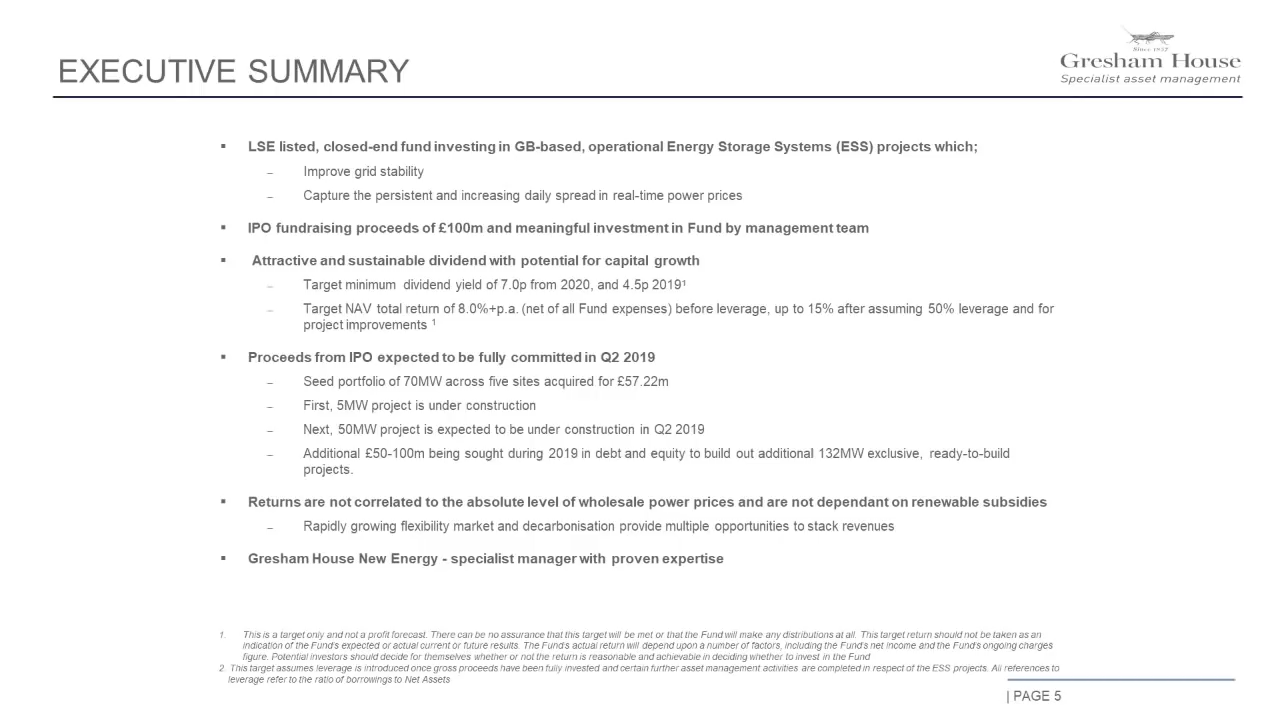 EXECUTIVE SUMMARY
Since 1857
Gresham House
Specialist asset management
▪ LSE listed, closed-end fund investing in GB-based, operational Energy Storage Systems (ESS) projects which;
– Improve grid stability
– Capture the persistent and increasing daily spread in real-time power prices
▪ IPO fundraising proceeds of £100m and meaningful investment in Fund by management team
▪ Attractive and sustainable dividend with potential for capital growth
– Target minimum dividend yield of 7.0p from 2020, and 4.5p 2019¹
– Target NAV total return of 8.0%+p.a. (net of all Fund expenses) before leverage, up to 15% after assuming 50% leverage and for
project improvements ¹
▪ Proceeds from IPO expected to be fully committed in Q2 2019
– Seed portfolio of 70MW across five sites acquired for £57.22m
– First, 5MW project is under construction
– Next, 50MW project is expected to be under construction in Q2 2019
– Additional £50-100m being sought during 2019 in debt and equity to build out additional 132MW exclusive, ready-to-build
projects.
▪ Returns are not correlated to the absolute level of wholesale power prices and are not dependant on renewable subsidies
– Rapidly growing flexibility market and decarbonisation provide multiple opportunities to stack revenues
▪ Gresham House New Energy - specialist manager with proven expertise
1. This is a target only and not a profit forecast. There can be no assurance that this target will be met or that the Fund will make any distributions at all. This target return should not be taken as an
indication of the Fund's expected or actual current or future results. The Fund's actual return will depend upon a number of factors, including the Fund's net income and the Fund's ongoing charges
figure. Potential investors should decide for themselves whether or not the return is reasonable and achievable in deciding whether to invest in the Fund
2. This target assumes leverage is introduced once gross proceeds have been fully invested and certain further asset management activities are completed in respect of the ESS projects. All references to
leverage refer to the ratio of borrowings to Net Assets
| PAGE 5